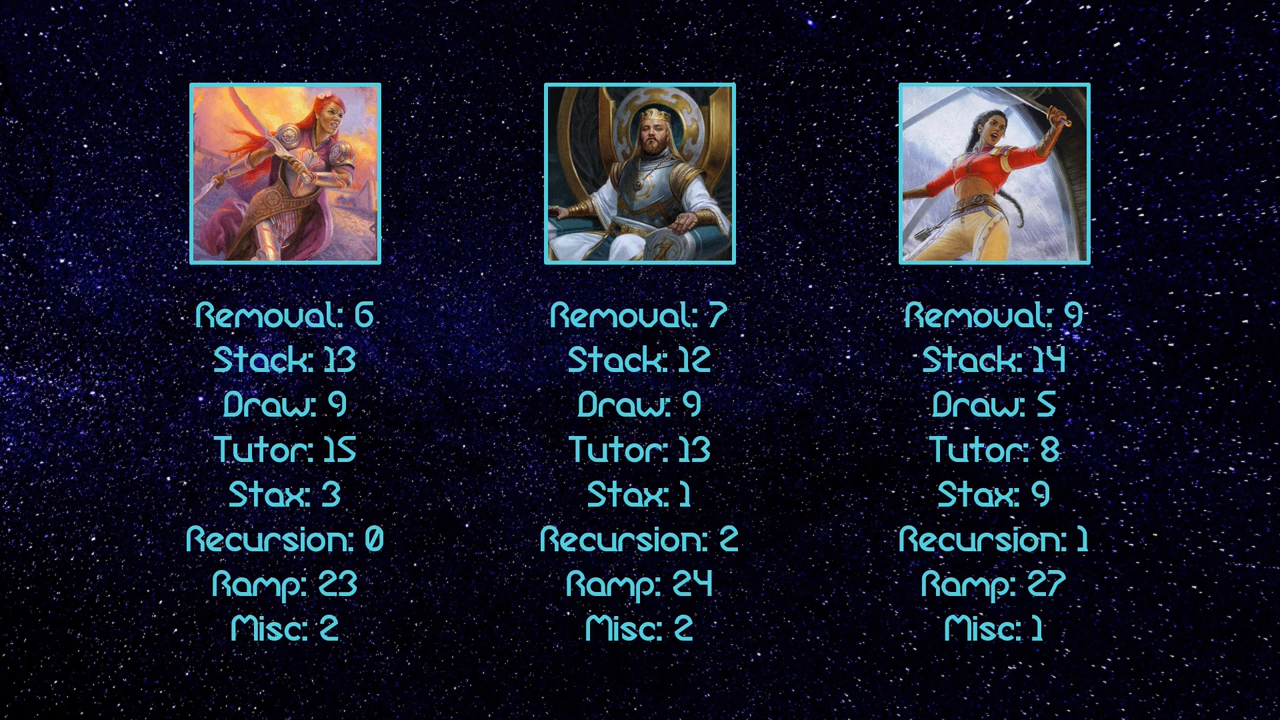 Removal: 6
Stack: 13
Draw: 9
Tutor: 15
Stax: 3
Recursion: 0
Ramp: 23
Misc: 2
Removal: 7
Stack: 12
Draw: 9
Tutor: 13
Stax: 1
Recursion: 2
Ramp: 24
Misc: 2
Removal: 9
Stack: 14
Draw: 5
Tutor: 8
Stax: 9
Recursion: 1
Ramp: 27
Misc: 1